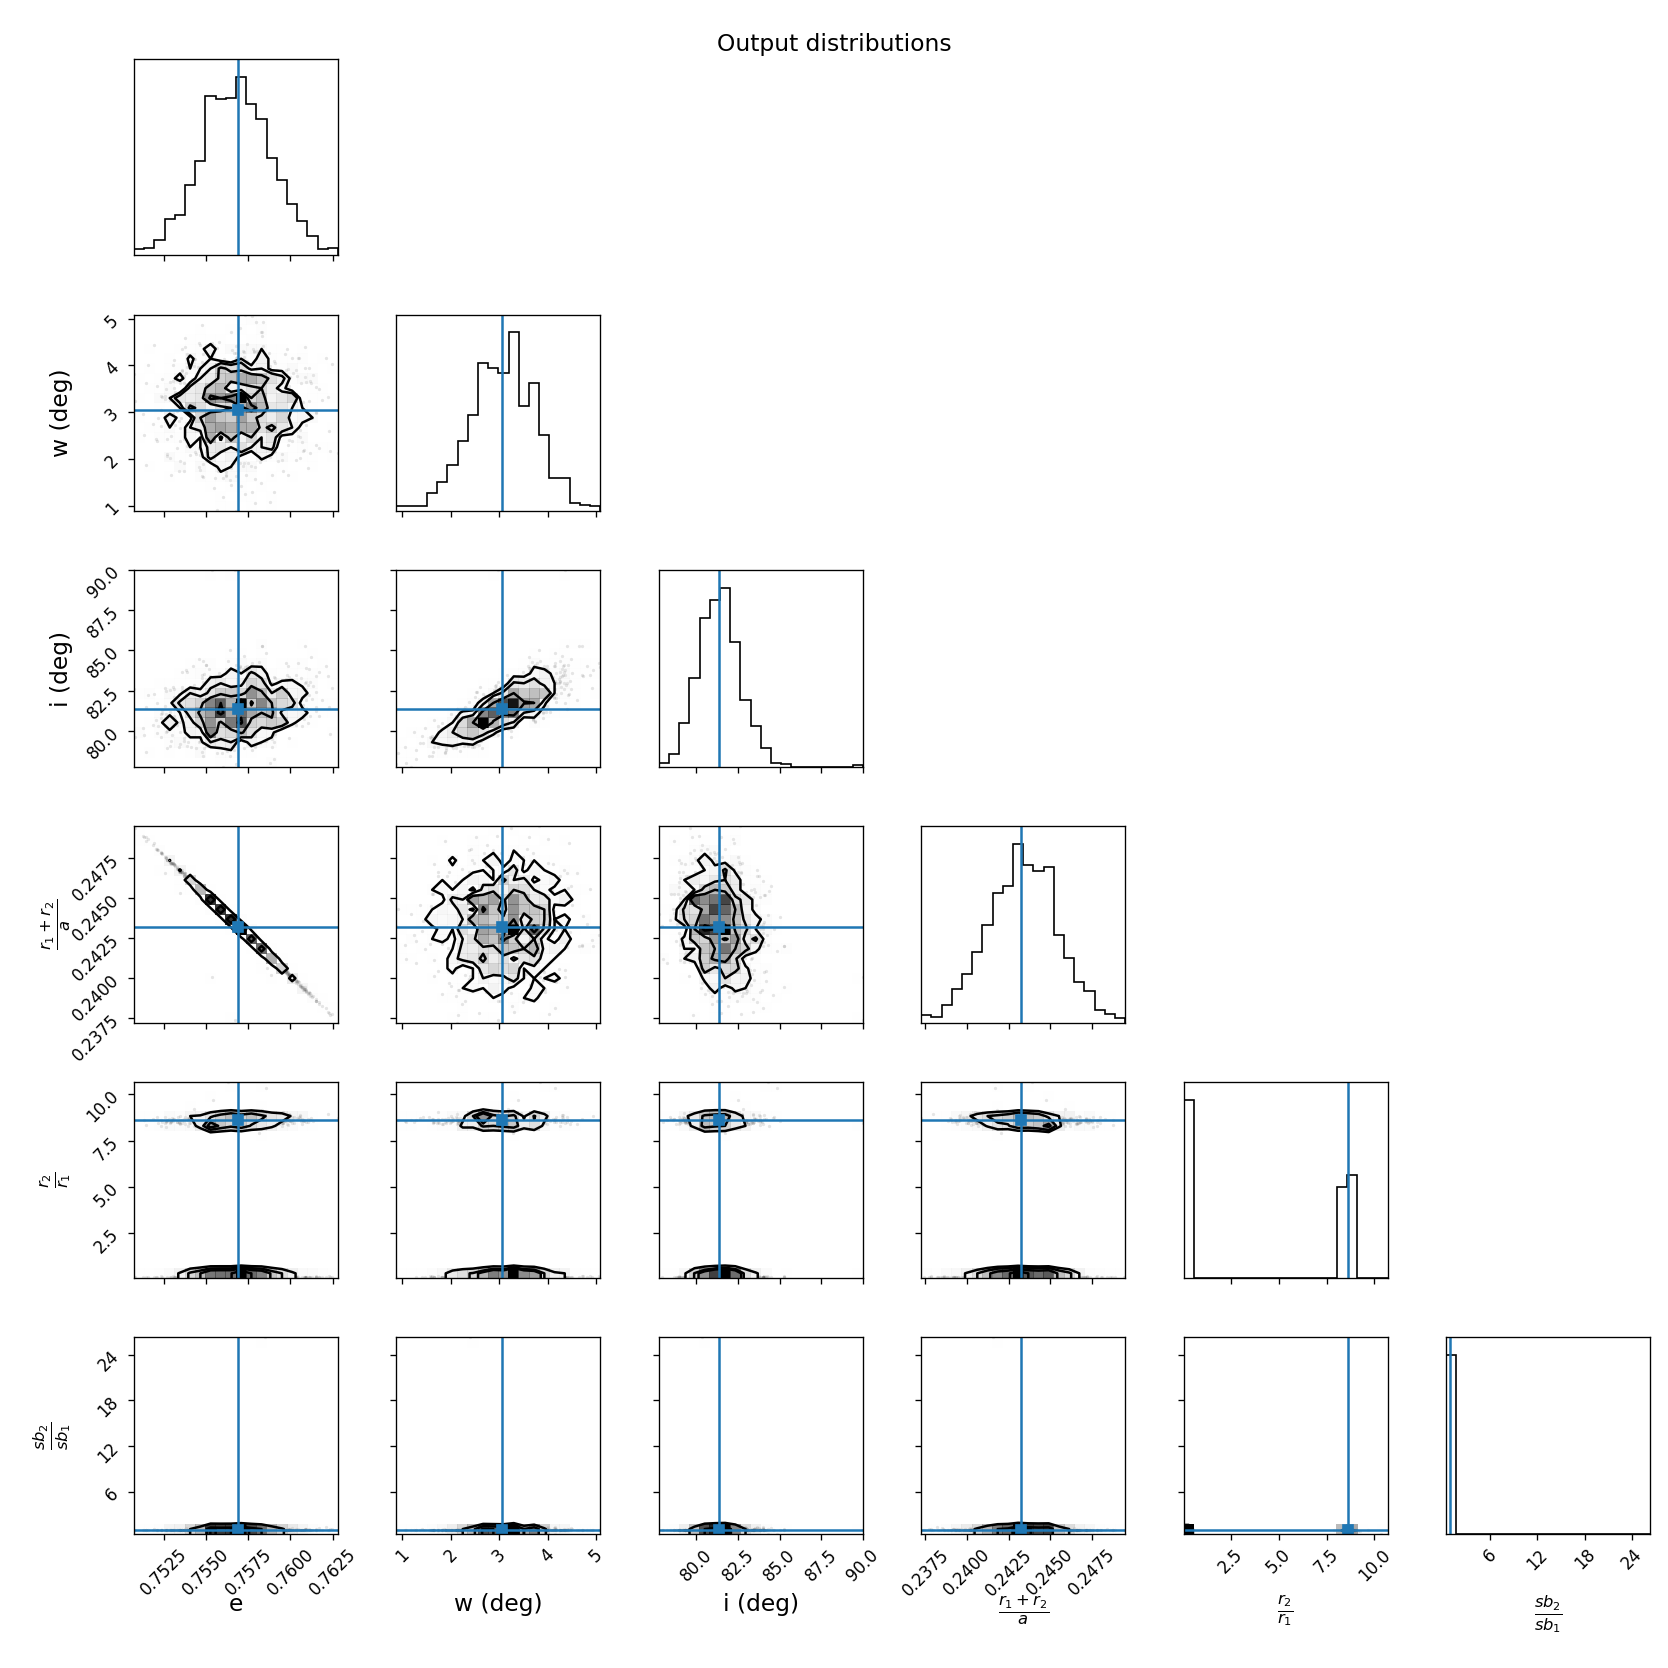 Output distributions
w (deg)
5
4
3
2
1
i (deg)
90.0
87.5
85.0
82.5
80.0
r₁ + r₂
a
0.2475
0.2450
0.2425
0.2400
0.2375
r₂
r₁
10.0
7.5
5.0
2.5
sb₂
sb₁
24
18
12
6
0.7525 0.7550 0.7575 0.7600 0.7625
1 2 3 4 5
80.0 82.5 85.0 87.5 90.0
0.2375 0.2400 0.2425 0.2450 0.2475
2.5 5.0 7.5 10.0
6 12 18 24
e
w (deg)
i (deg)
r₁ + r₂
a
r₂
r₁
sb₂
sb₁